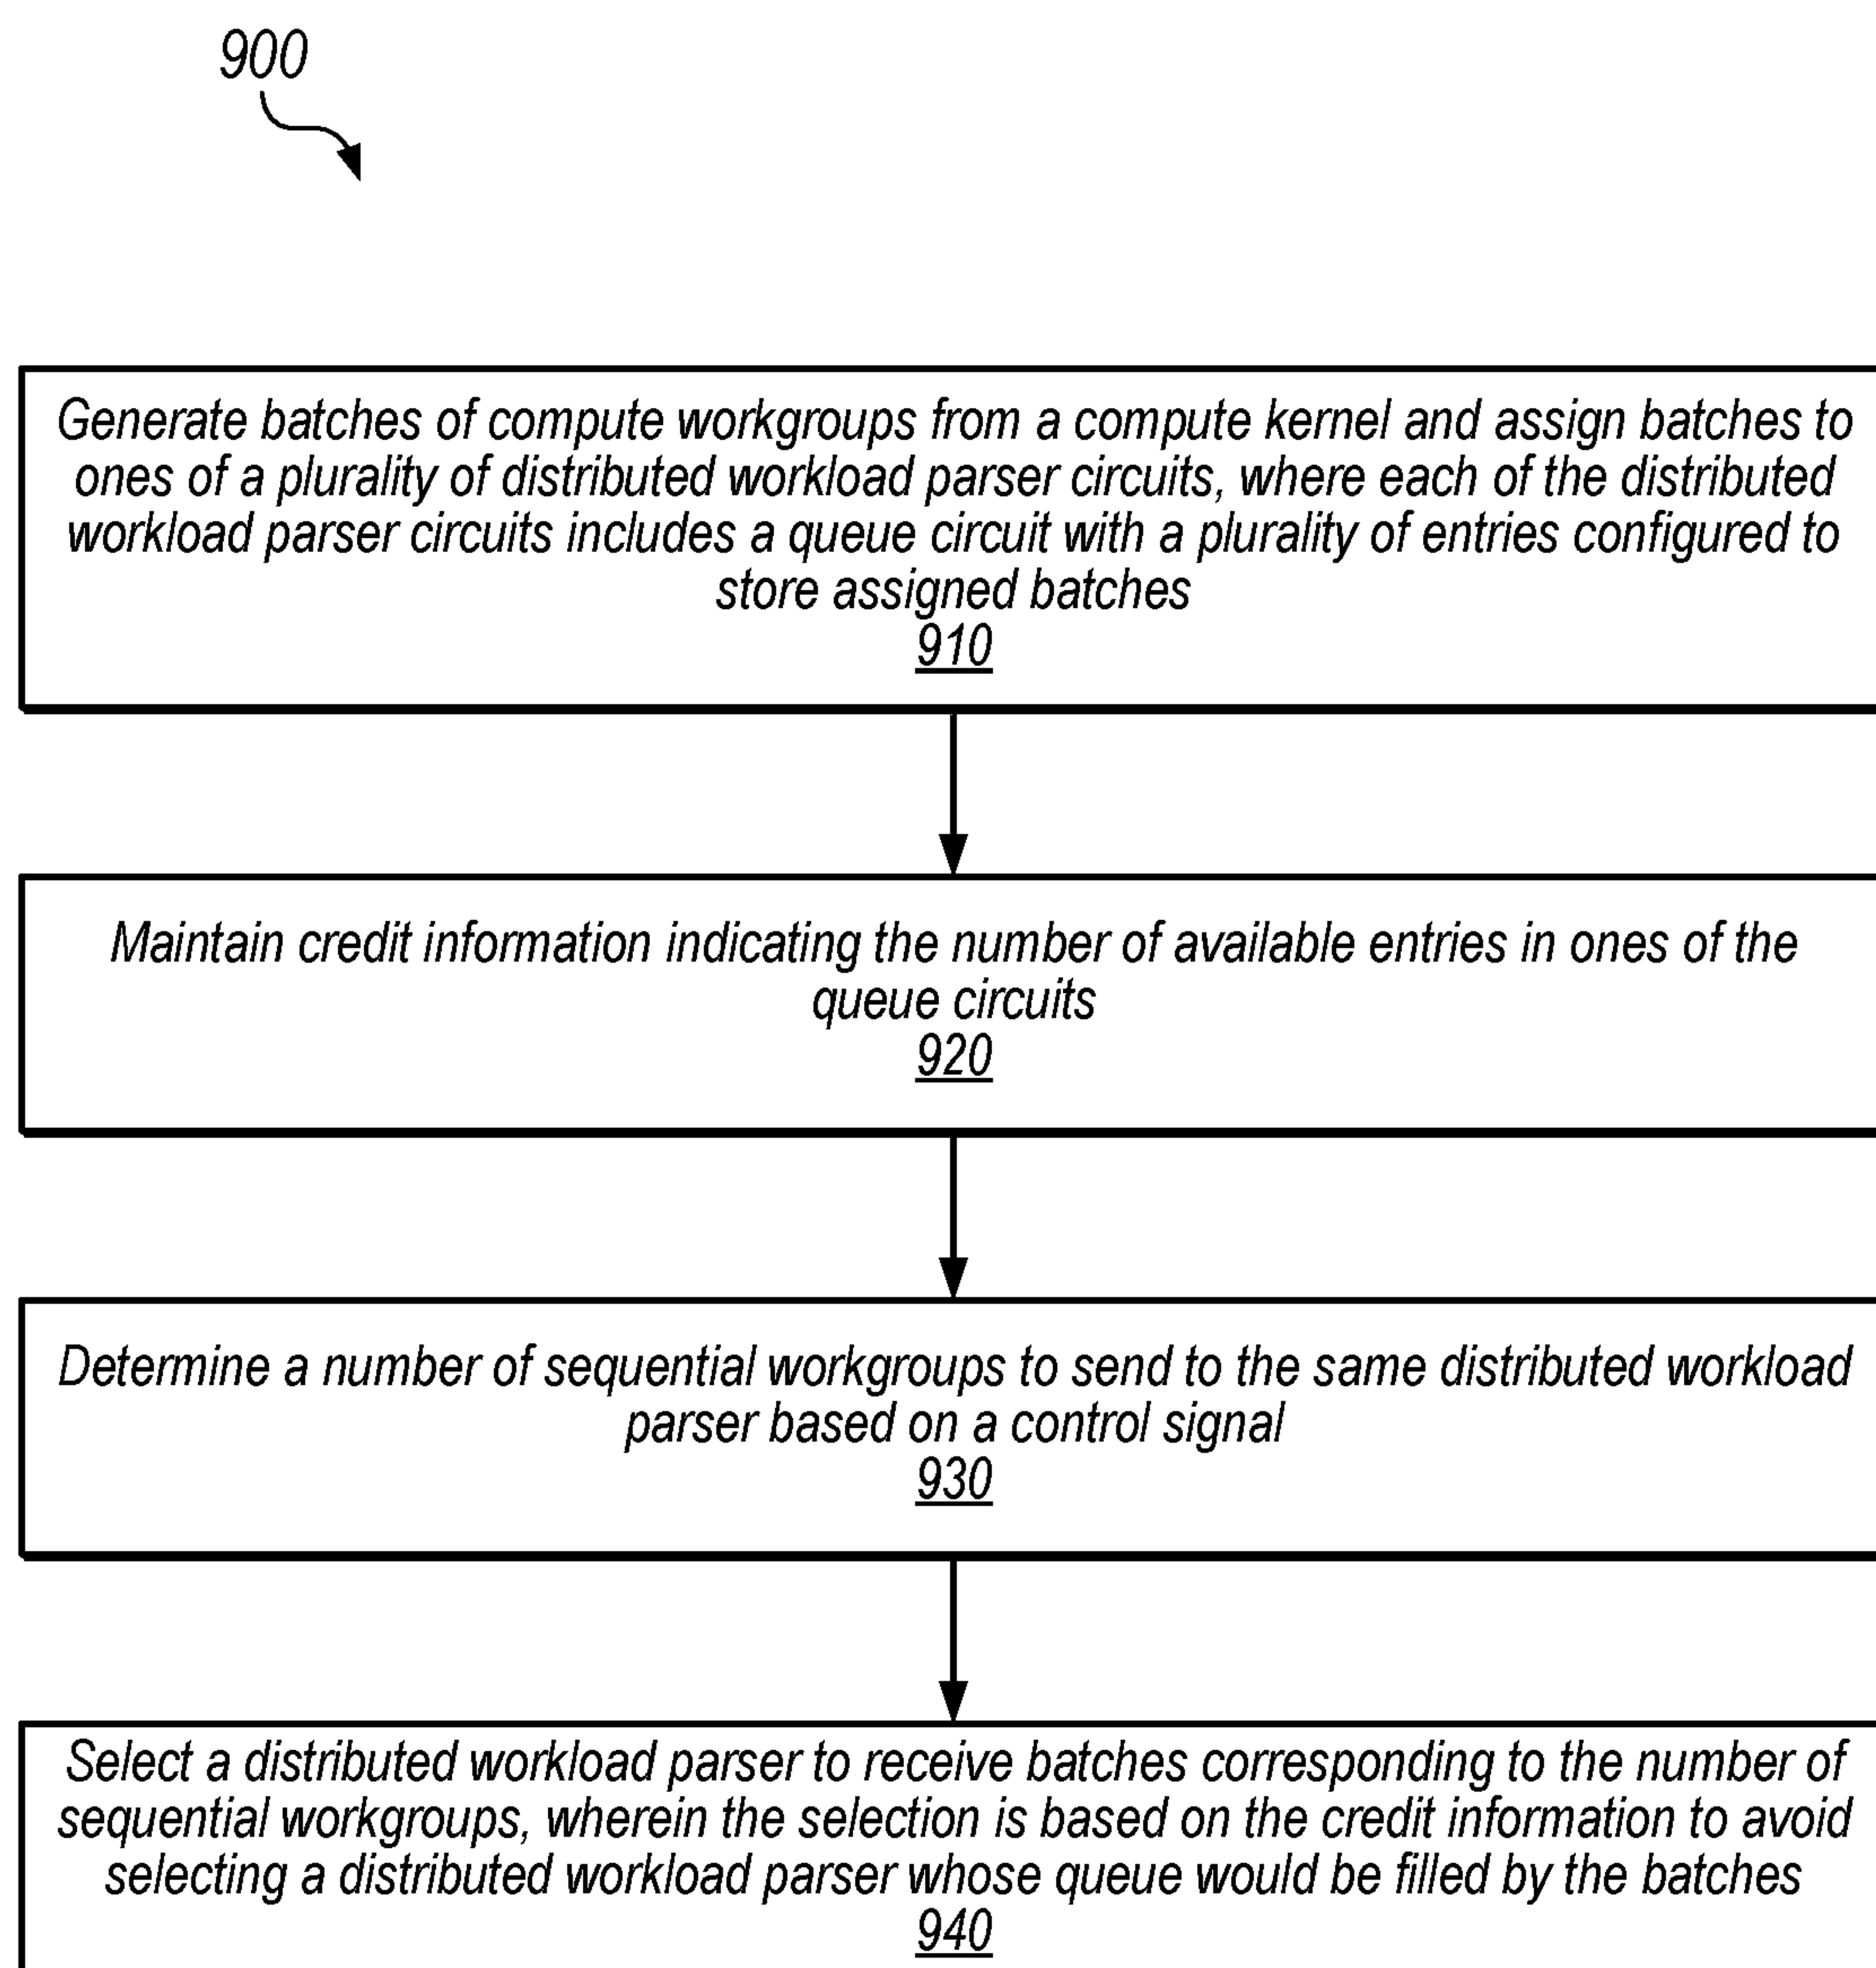 900
Generate batches of compute workgroups from a compute kernel and assign batches to
ones of a plurality of distributed workload parser circuits, where each of the distributed
workload parser circuits includes a queue circuit with a plurality of entries configured to
store assigned batches
910
Maintain credit information indicating the number of available entries in ones of the
queue circuits
920
Determine a number of sequential workgroups to send to the same distributed workload
parser based on a control signal
930
Select a distributed workload parser to receive batches corresponding to the number of
sequential workgroups, wherein the selection is based on the credit information to avoid
selecting a distributed workload parser whose queue would be filled by the batches
940